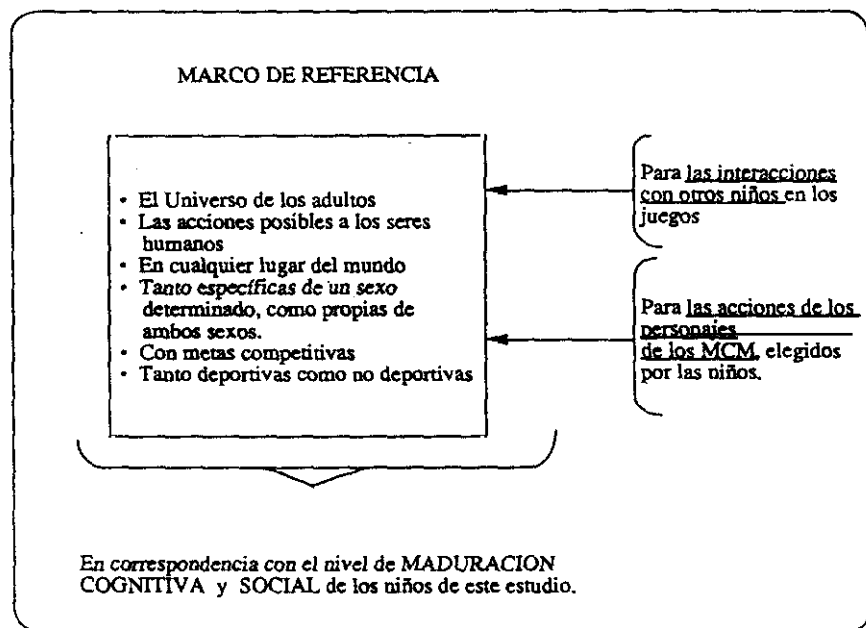 MARCO DE REFERENCIA
• El Universo de los adultos
• Las acciones posibles a los seres
humanos
• En cualquier lugar del mundo
• Tanto específicas de un sexo
determinado, como propias de
ambos sexos.
• Con metas competitivas
• Tanto deportivas como no deportivas
Para las interacciones
con otros niños en los
juegos
Para las acciones de los
personajes
de los MCM, elegidos
por las niños.
En correspondencia con el nivel de MADURACION
COGNITIVA y SOCIAL de los niños de este estudio.